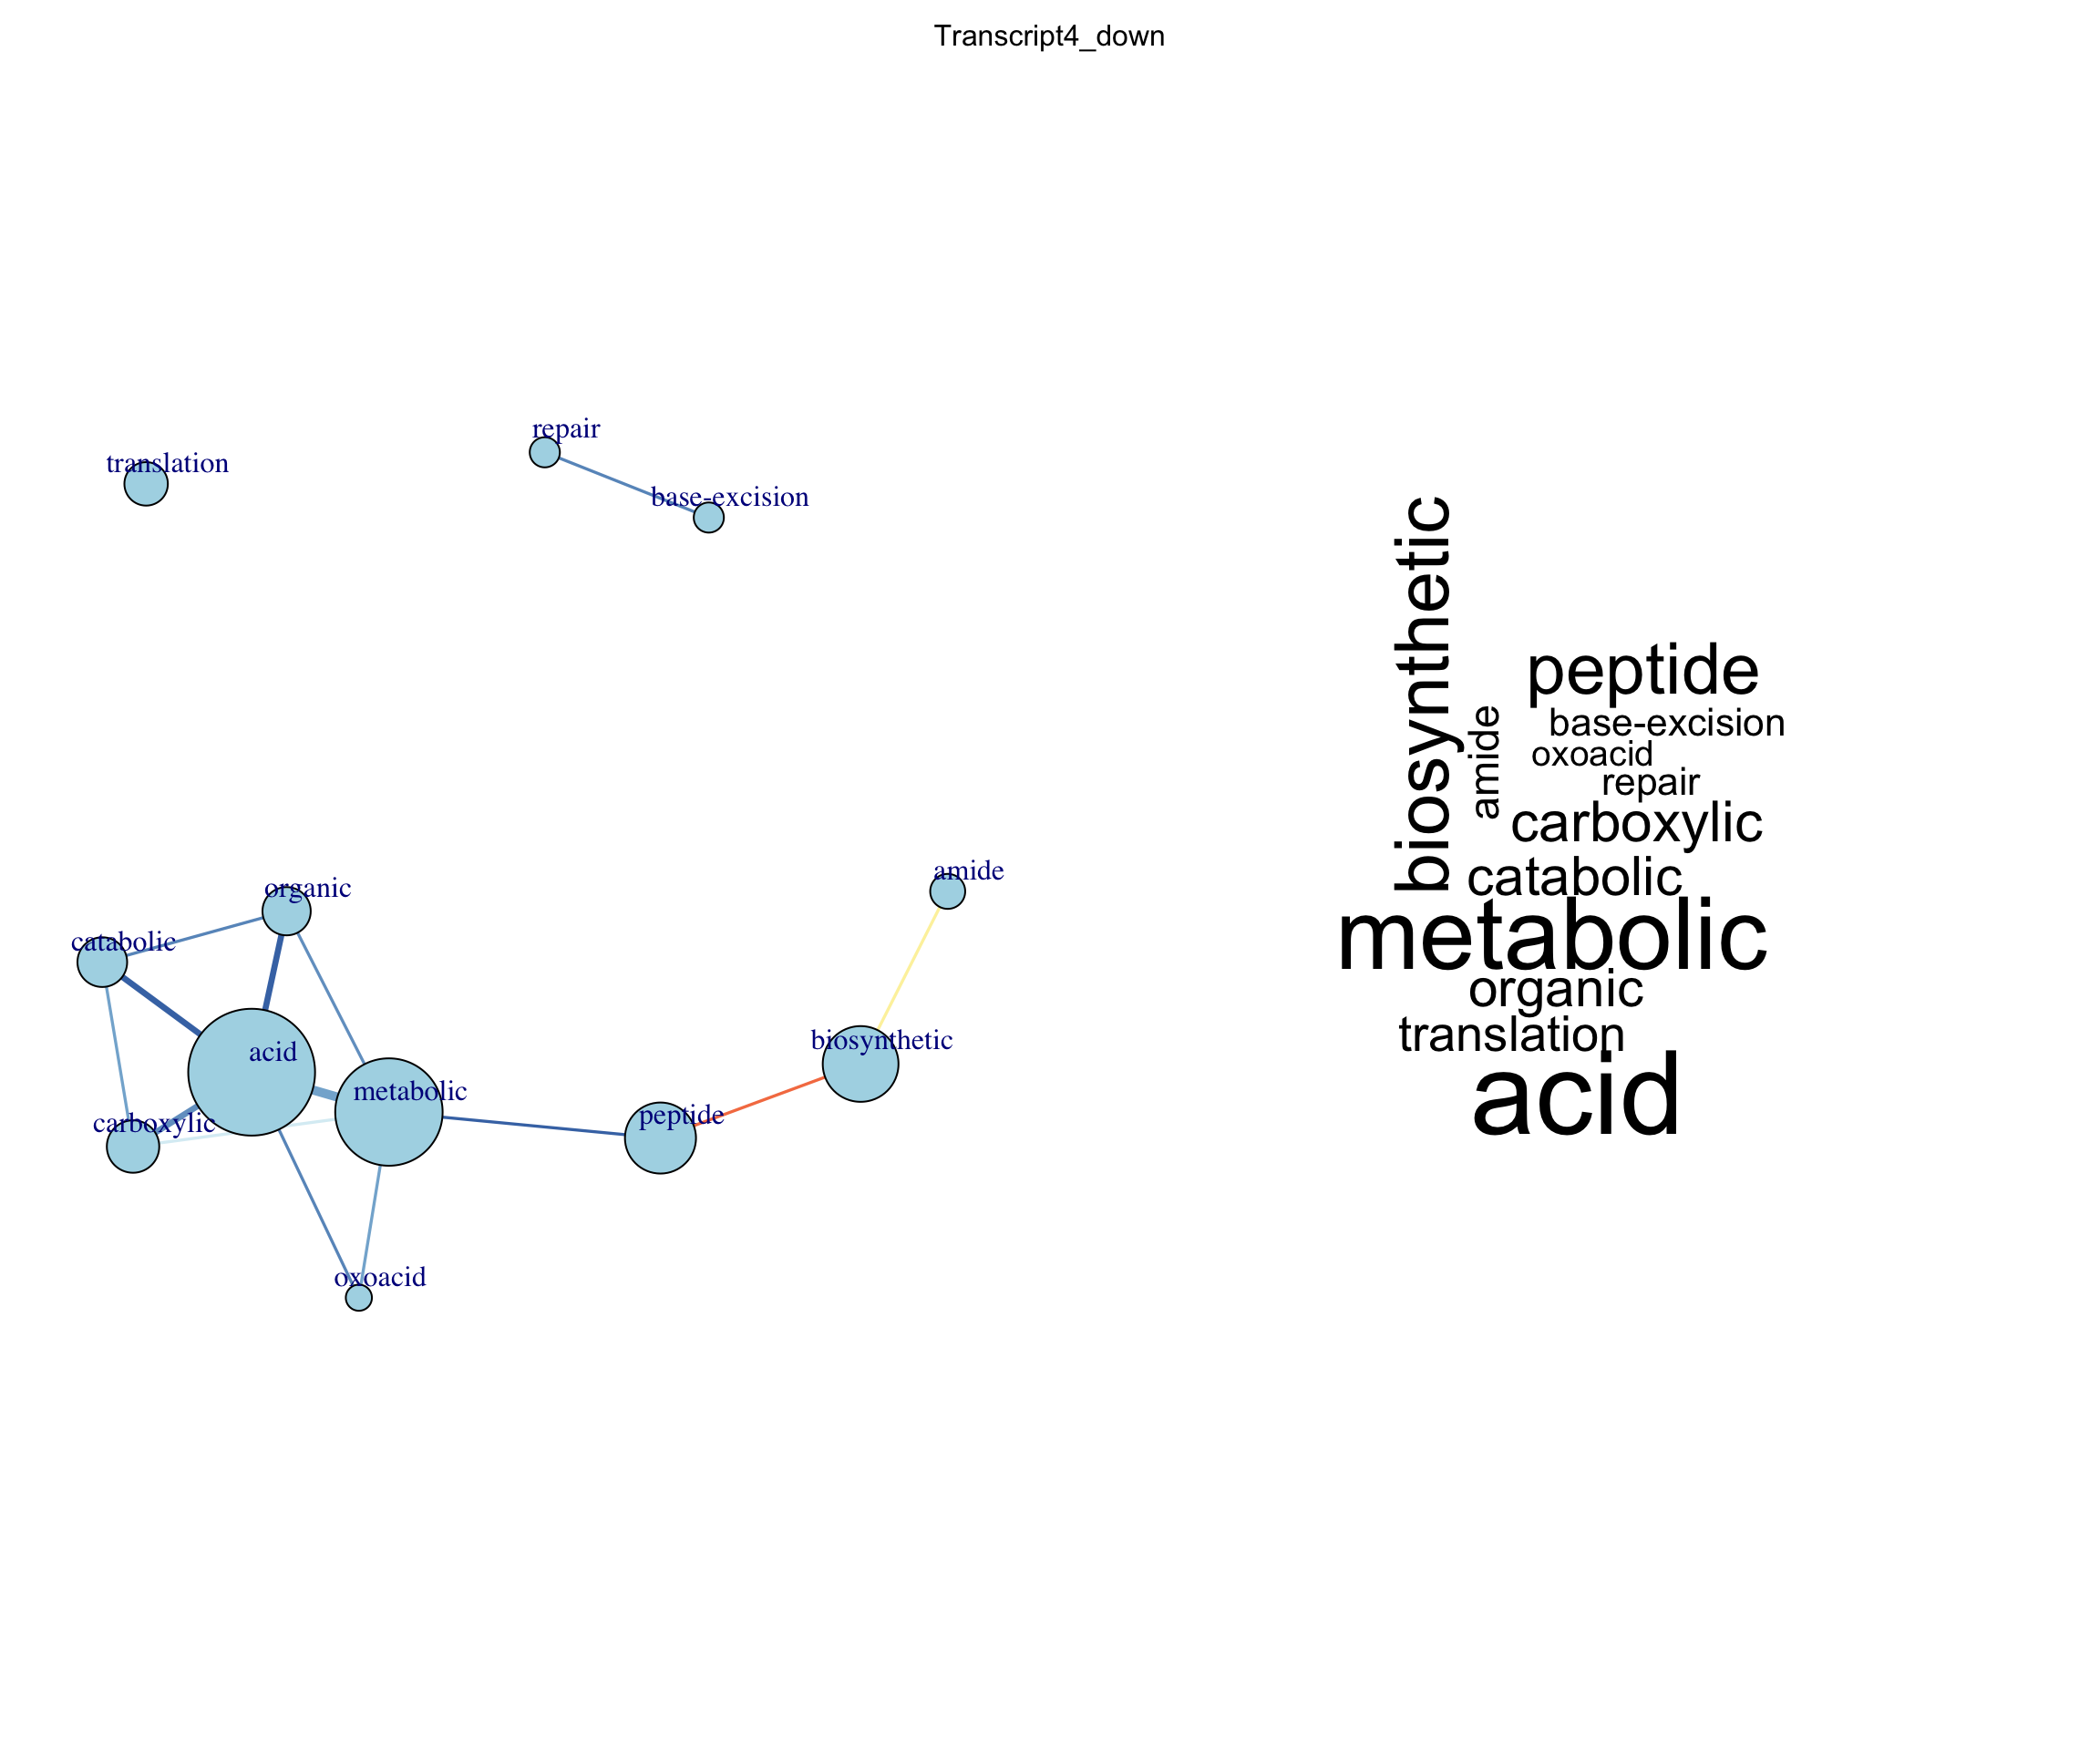 Transcript4_down
repair
translation
base-excision
amide
organic
catabolic
biosynthetic
acid
metabolic
peptide
carboxylic
oxoacid
biosynthetic
peptide
amide
base-excision
oxoacid
repair
carboxylic
catabolic
metabolic
organic
translation
acid